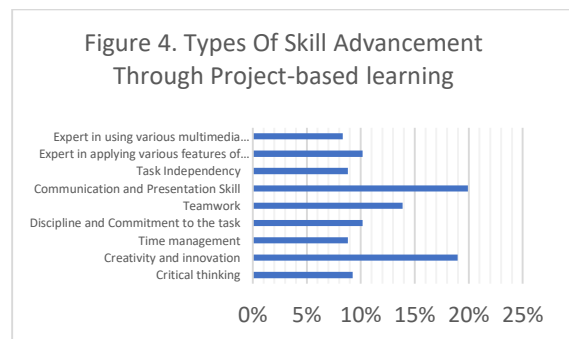 Figure 4. Types Of Skill Advancement
Through Project-based learning
Expert in using various multimedia…
Expert in applying various features of…
Task Independency
Communication and Presentation Skill
Teamwork
Discipline and Commitment to the task
Time management
Creativity and innovation
Critical thinking
0% 5% 10% 15% 20% 25%